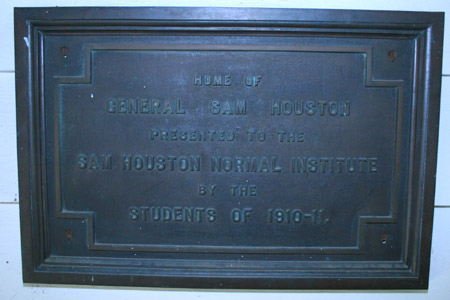 HOME OF
GENERAL SAM HOUSTON
PRESENTED TO THE
SAM HOUSTON NORMAL INSTITUTE
BY THE
STUDENTS OF 1910-11.